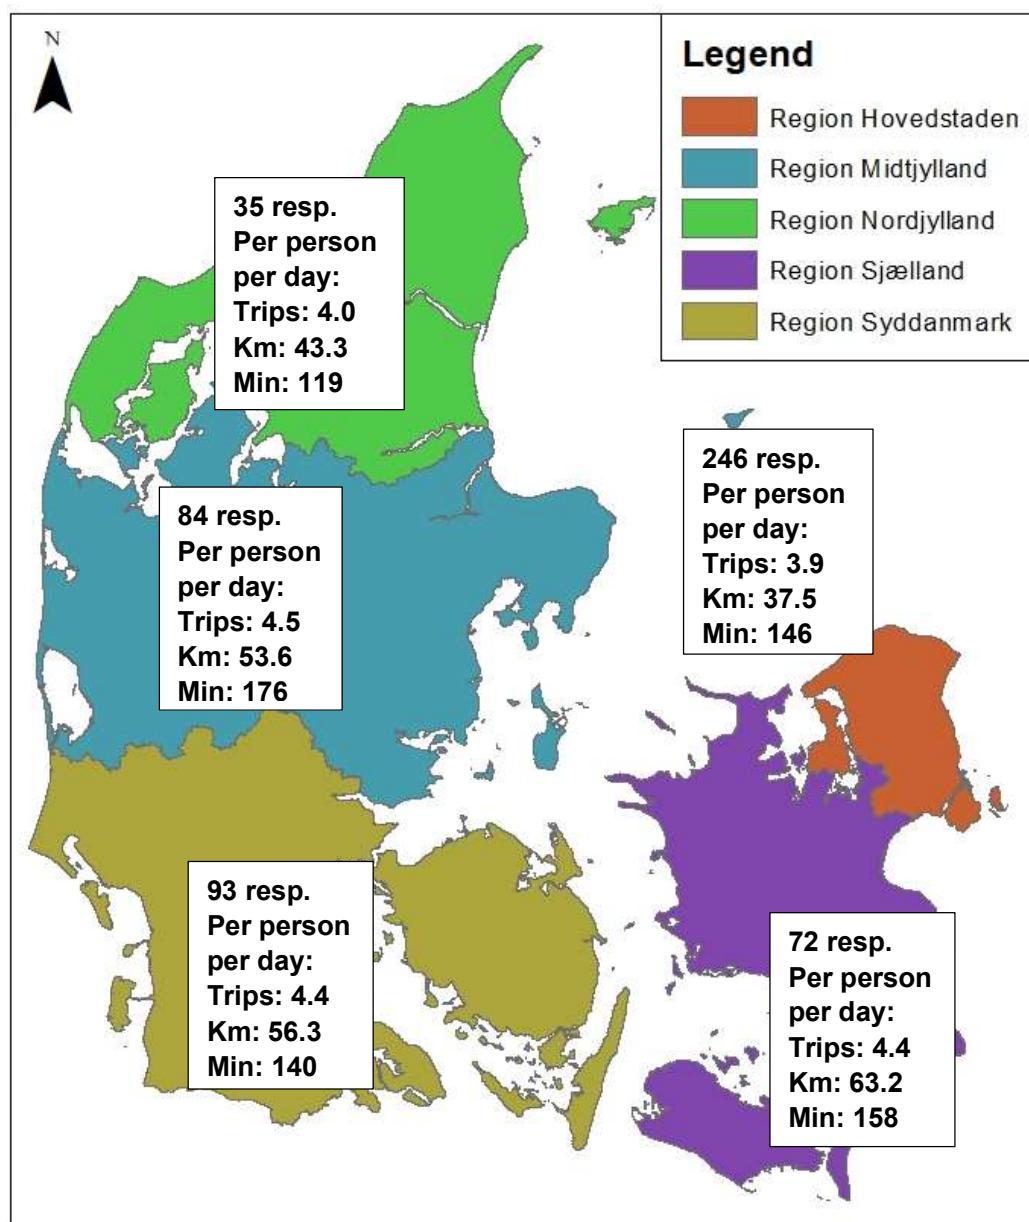 N
Legend
Region Hovedstaden
Region Midtjylland
Region Nordjylland
Region Sjælland
Region Syddanmark
35 resp.
Per person
per day:
Trips: 4.0
Km: 43.3
Min: 119
84 resp.
Per person
per day:
Trips: 4.5
Km: 53.6
Min: 176
246 resp.
Per person
per day:
Trips: 3.9
Km: 37.5
Min: 146
93 resp.
Per person
per day:
Trips: 4.4
Km: 56.3
Min: 140
72 resp.
Per person
per day:
Trips: 4.4
Km: 63.2
Min: 158